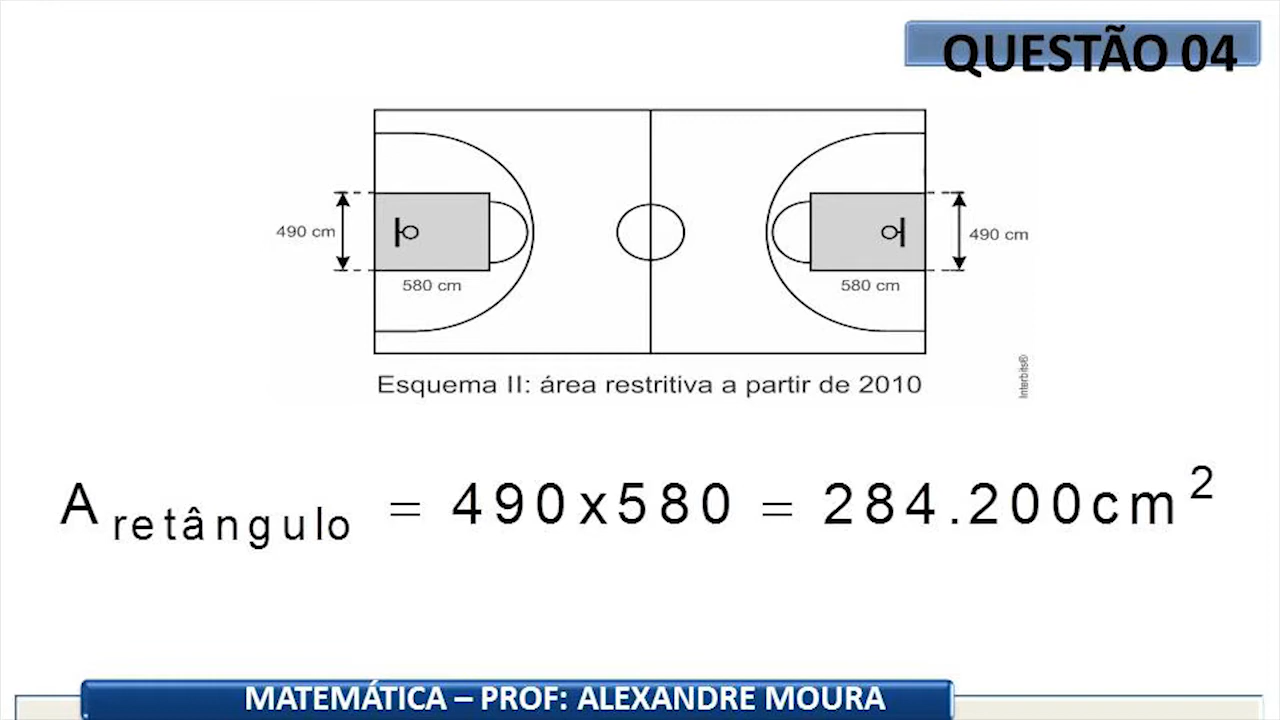 QUESTÃO 04
490 cm
490 cm
580 cm
580 cm
Esquema II: área restritiva a partir de 2010
Interbits®
A retângulo = 490x580 = 284.200cm²
MATEMÁTICA – PROF: ALEXANDRE MOURA